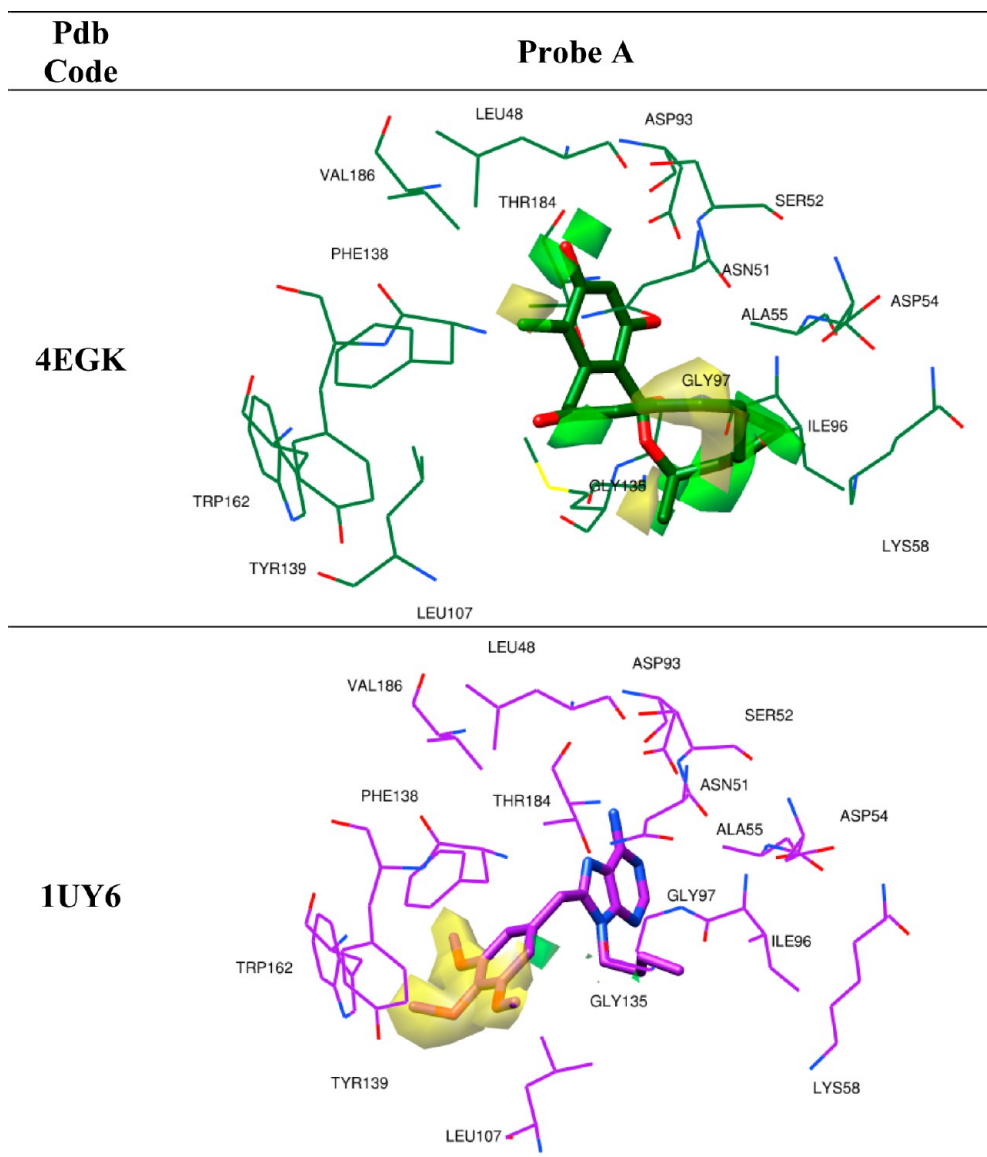 Pdb
Code
Probe A
LEU48
ASP93
VAL186
THR184
SER52
PHE138
ASN51
ASP54
ALA55
4EGK
GLY97
ILE96
GLY135
TRP162
LYS58
TYR139
LEU107
LEU48
ASP93
VAL186
SER52
ASN51
PHE138
THR184
ASP54
ALA55
1UY6
GLY97
ILE96
TRP162
GLY135
TYR139
LYS58
LEU107